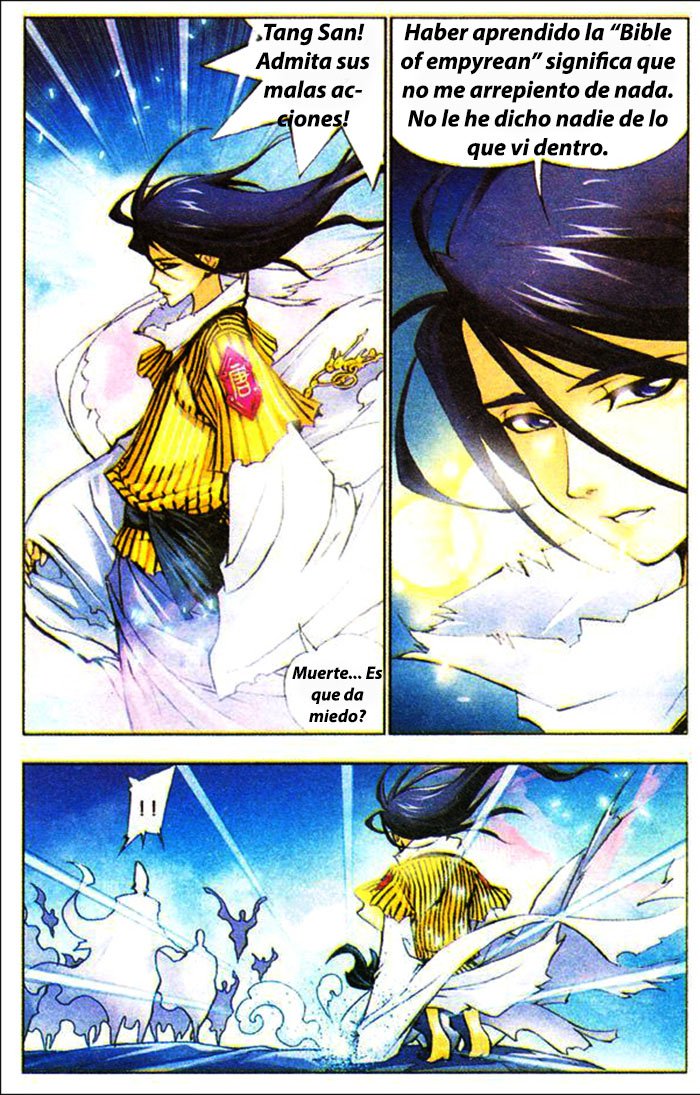 Tang San!
Admita sus
malas ac-
ciones!
Haber aprendido la “Bible
of empyrean” significa que
no me arrepiento de nada.
No le he dicho nadie de lo
que vi dentro.
唐
Muerte... Es
que da
miedo?
!!